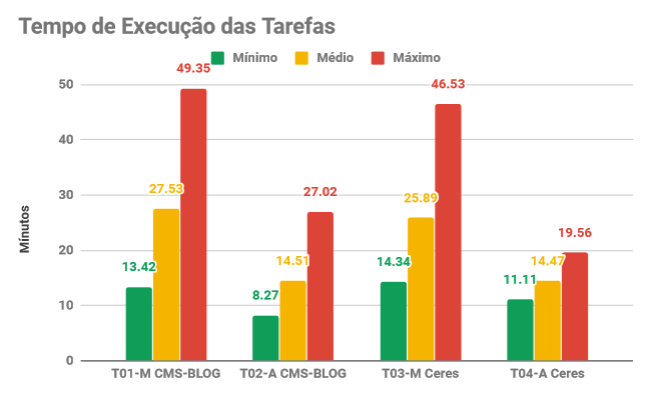 Tempo de Execução das Tarefas
Mínimo Médio Máximo
Mínutos
50
40
30
20
10
0
13.42 27.53 49.35
8.27 14.51 27.02
14.34 25.89 46.53
11.11 14.47 19.56
T01-M CMS-BLOG T02-A CMS-BLOG T03-M Ceres T04-A Ceres